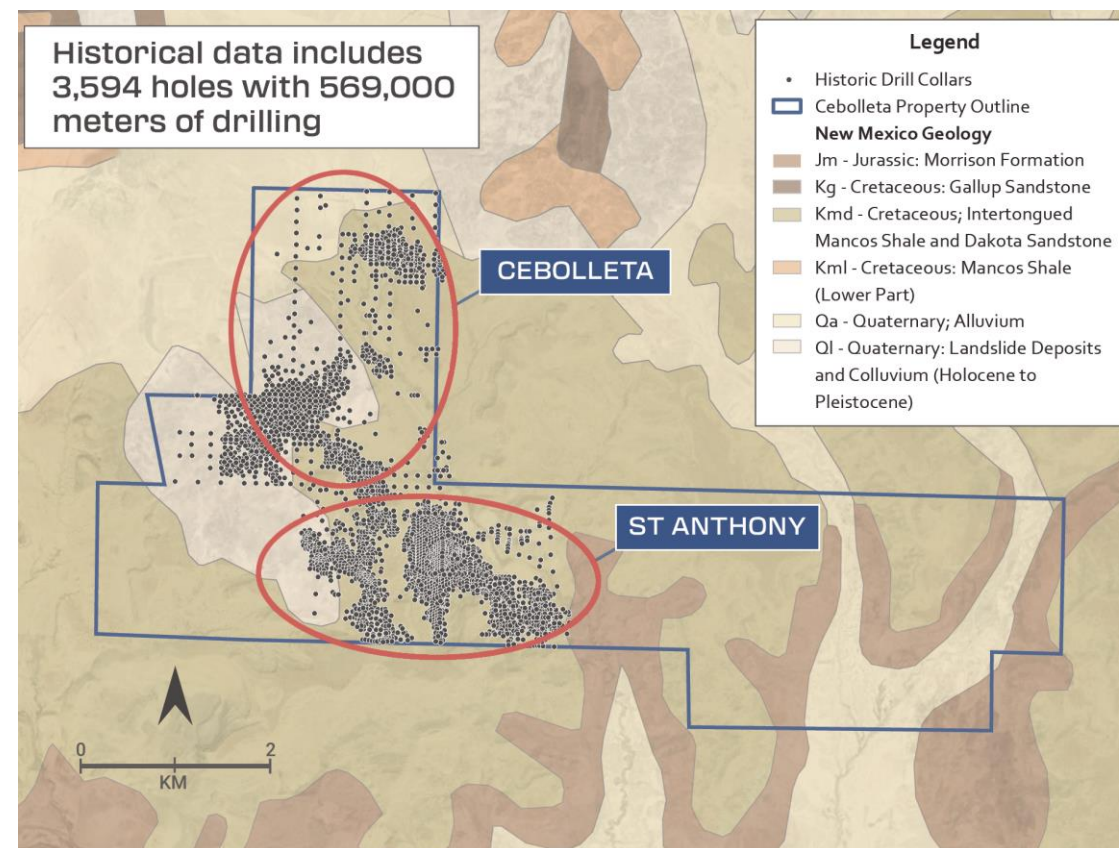 Historical data includes
3,594 holes with 569,000
meters of drilling
Legend
Historic Drill Collars
Cebolleta Property Outline
New Mexico Geology
Jm - Jurassic: Morrison Formation
Kg - Cretaceous: Gallup Sandstone
Kmd - Cretaceous; Intertongued
Mancos Shale and Dakota Sandstone
Kml - Cretaceous: Mancos Shale
(Lower Part)
Qa - Quaternary; Alluvium
Ql - Quaternary: Landslide Deposits
and Colluvium (Holocene to
Pleistocene)
CEBOLLETA
ST ANTHONY
0 2
KM